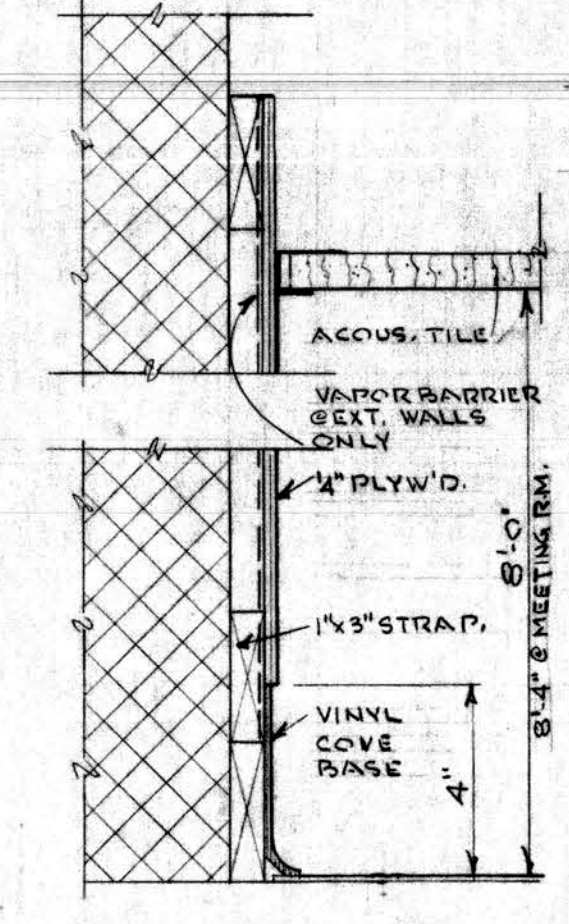 ACOUS. TILE
VAPOR BARRIER
@ EXT. WALLS
ONLY
1/4" PLYW'D.
8'-0"
8'-4" @ MEETING RM.
1"x3" STRAP.
VINYL
COVE
BASE
4"